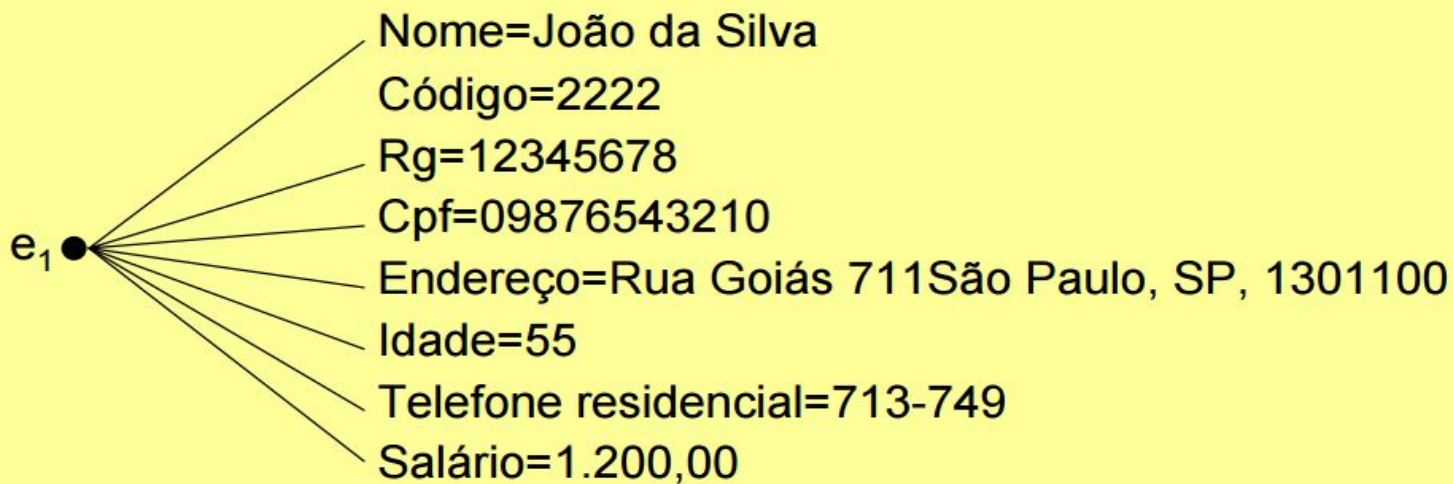 Nome=João da Silva
Código=2222
Rg=12345678
Cpf=09876543210
e₁
Endereço=Rua Goiás 711São Paulo, SP, 1301100
Idade=55
Telefone residencial=713-749
Salário=1.200,00